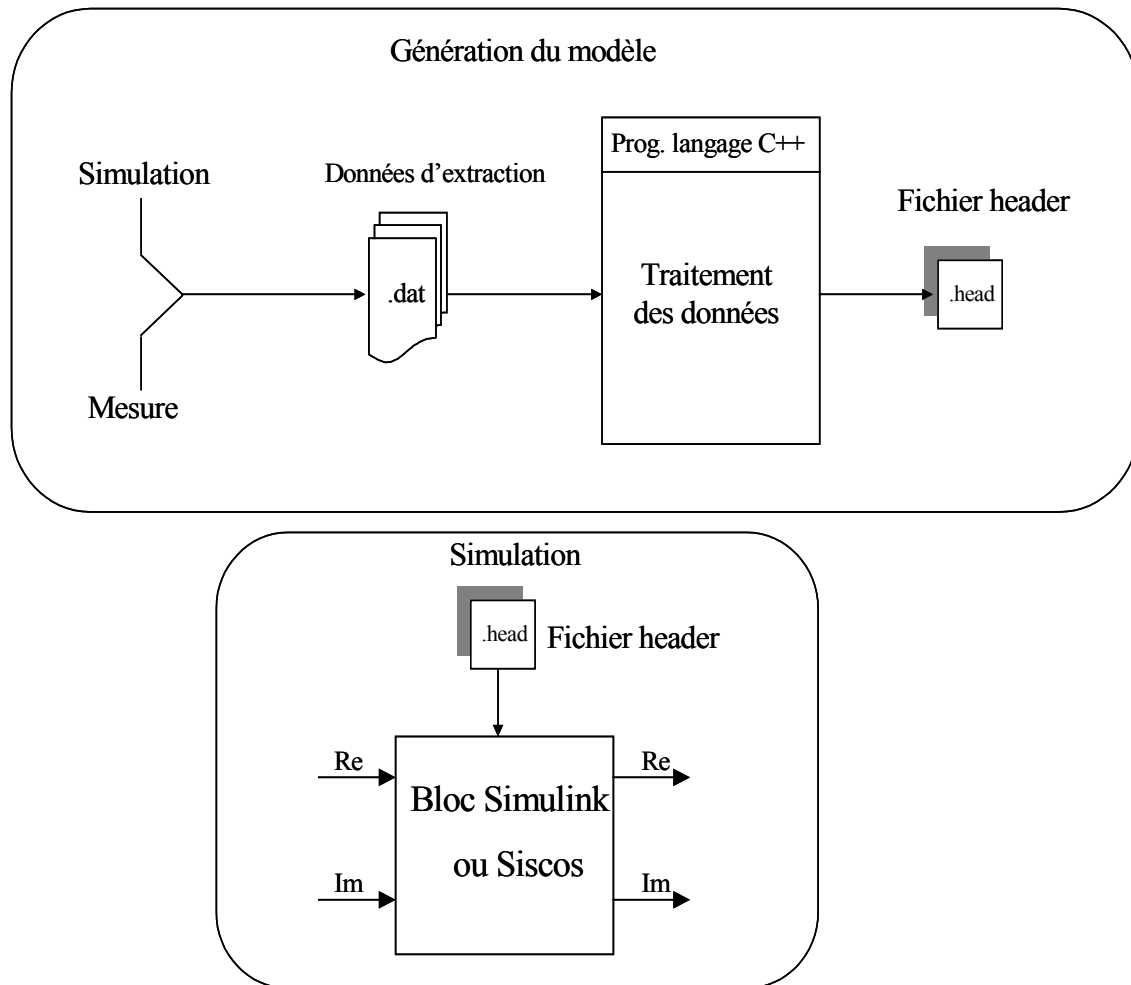 Génération du modèle
Prog. langage C++
Simulation
Données d'extraction
Fichier header
.dat
Traitement
des données
.head
Mesure
Simulation
.head
Fichier header
Re
Re
Bloc Simulink
ou Siscos
Im
Im